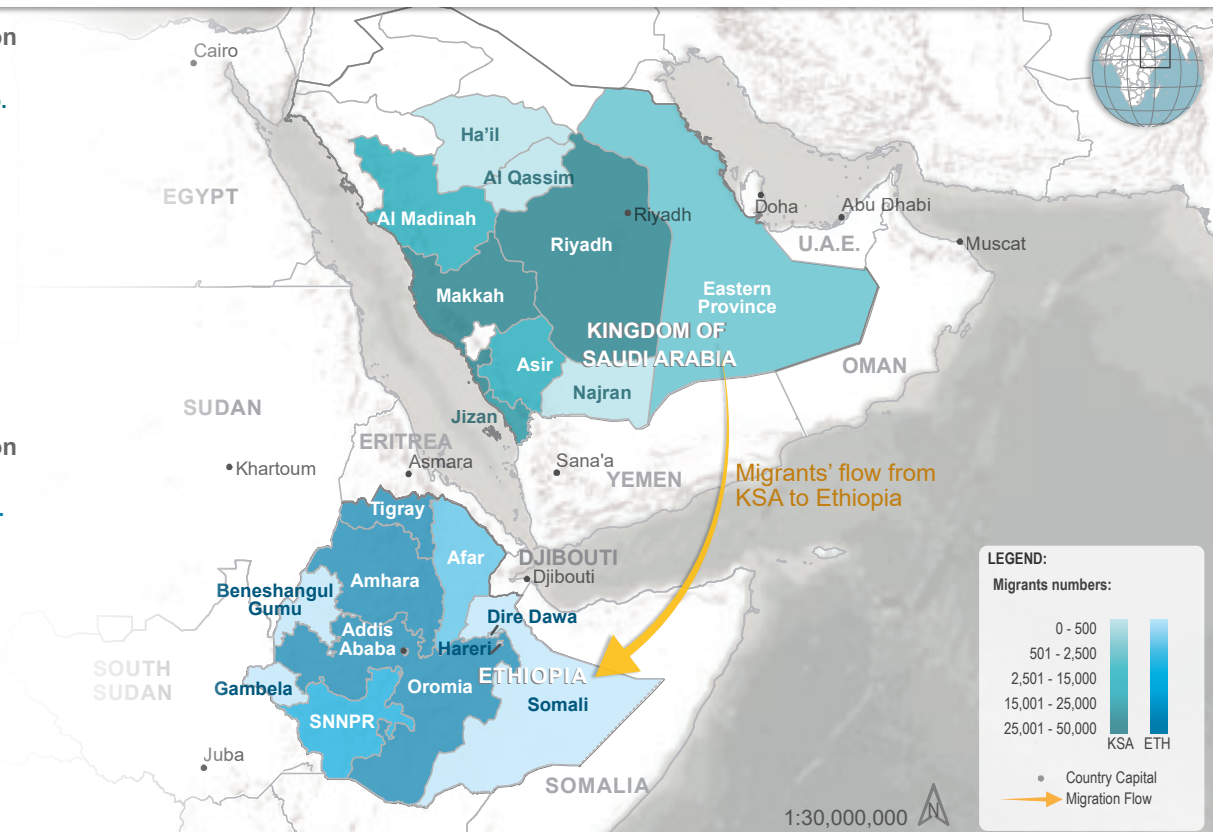 on
Cairo
o.
Ha'il
Al Qassim
EGYPT
Al Madinah
Riyadh
Riyadh
Doha
Abu Dhabi
U.A.E.
Muscat
Makkah
Eastern
Province
KINGDOM OF
SAUDI ARABIA
Asir
OMAN
Najran
SUDAN
Jizan
on
ERITREA
Khartoum
Asmara
Sana'a
YEMEN
Migrants' flow from
KSA to Ethiopia
Tigray
Afar
DJIBOUTI
Djibouti
Amhara
Beneshangul
Gumu
Dire Dawa
Addis
Ababa
Hareri
SOUTH
SUDAN
ETHIOPIA
Gambela
Oromia
Somali
SNNPR
Juba
SOMALIA
1:30,000,000
N
LEGEND:
Migrants numbers:
0 - 500
501 - 2,500
2,501 - 15,000
15,001 - 25,000
25,001 - 50,000
KSA ETH
Country Capital
Migration Flow